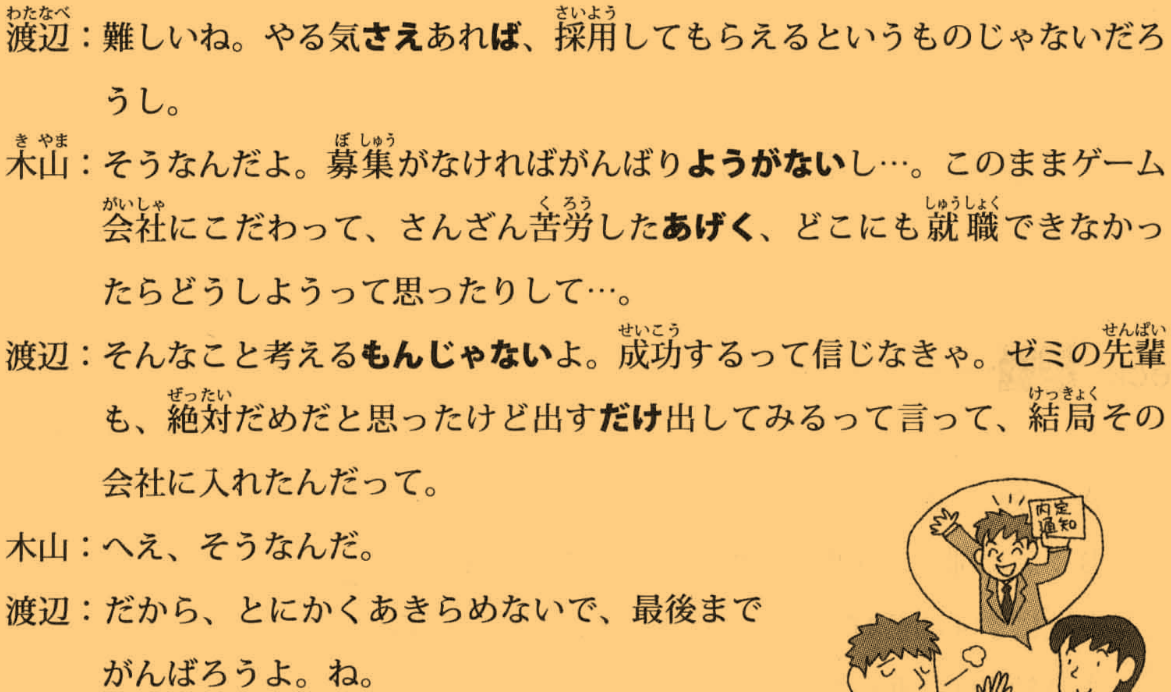 渡辺：難しいね。やる気さえあれば、採用してもらえるというものじゃないだろ
うし。
木山：そうなんだよ。募集がなければがんばりようがないし…。このままゲーム
会社にこだわって、さんざん苦労したあげく、どこにも就職できなかっ
たらどうしようって思ったりして…。
渡辺：そんなこと考えるもんじゃないよ。成功するって信じなきゃ。ゼミの先輩
も、絶対だめだと思ったけど出すだけ出してみるって言って、結局その
会社に入れたんだって。
木山：へえ、そうなんだ。
渡辺：だから、とにかくあきらめないで、最後まで
がんばろうよ。ね。
内定
通知